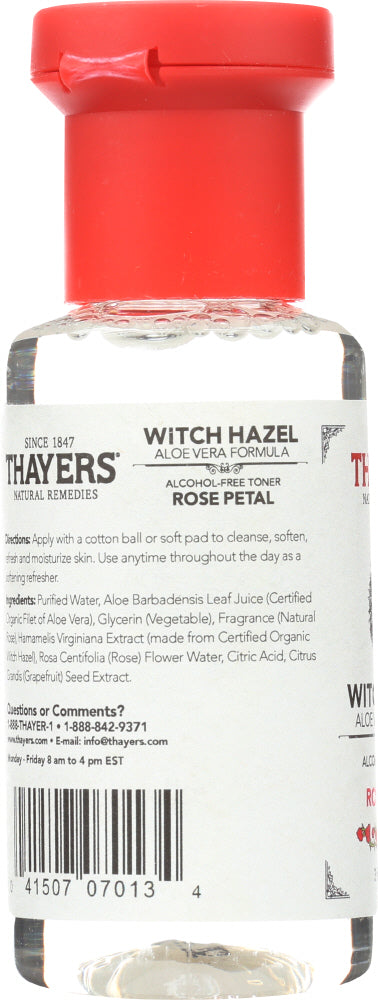 SINCE 1847
THAYERS
NATURAL REMEDIES
WiTCH HAZEL
ALOE VERA FORMULA
ALCOHOL-FREE TONER
ROSE PETAL
Directions: Apply with a cotton ball or soft pad to cleanse, soften,
refresh and moisturize skin. Use anytime throughout the day as a
softening refresher.
Ingredients: Purified Water, Aloe Barbadensis Leaf Juice (Certified
Organic Filet of Aloe Vera), Glycerin (Vegetable), Fragrance (Natural
Rose), Hamamelis Virginiana Extract (made from Certified Organic
Witch Hazel), Rosa Centifolia (Rose) Flower Water, Citric Acid, Citrus
Grandis (Grapefruit) Seed Extract.
Questions or Comments?
1-888-THAYER-1 • 1-888-842-9371
www.thayers.com • E-mail: info@thayers.com
Monday - Friday 8 am to 4 pm EST
0 41507 07013 4
TH
WIT
ALOE
ALCO
RO